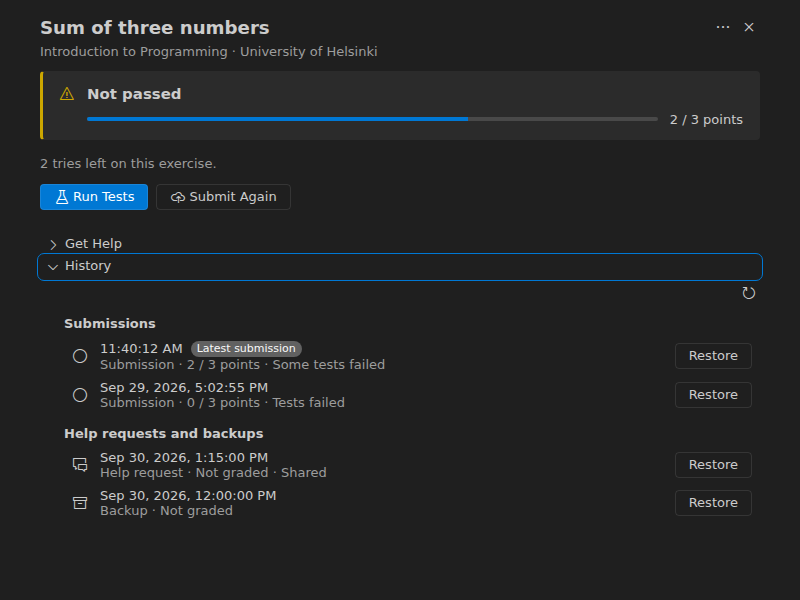 Sum of three numbers
Introduction to Programming · University of Helsinki
Not passed
2 / 3 points
2 tries left on this exercise.
Run Tests
Submit Again
Get Help
History
Submissions
11:40:12 AM Latest submission
Submission · 2 / 3 points · Some tests failed
Restore
Sep 29, 2026, 5:02:55 PM
Submission · 0 / 3 points · Tests failed
Restore
Help requests and backups
Sep 30, 2026, 1:15:00 PM
Help request · Not graded · Shared
Restore
Sep 30, 2026, 12:00:00 PM
Backup · Not graded
Restore